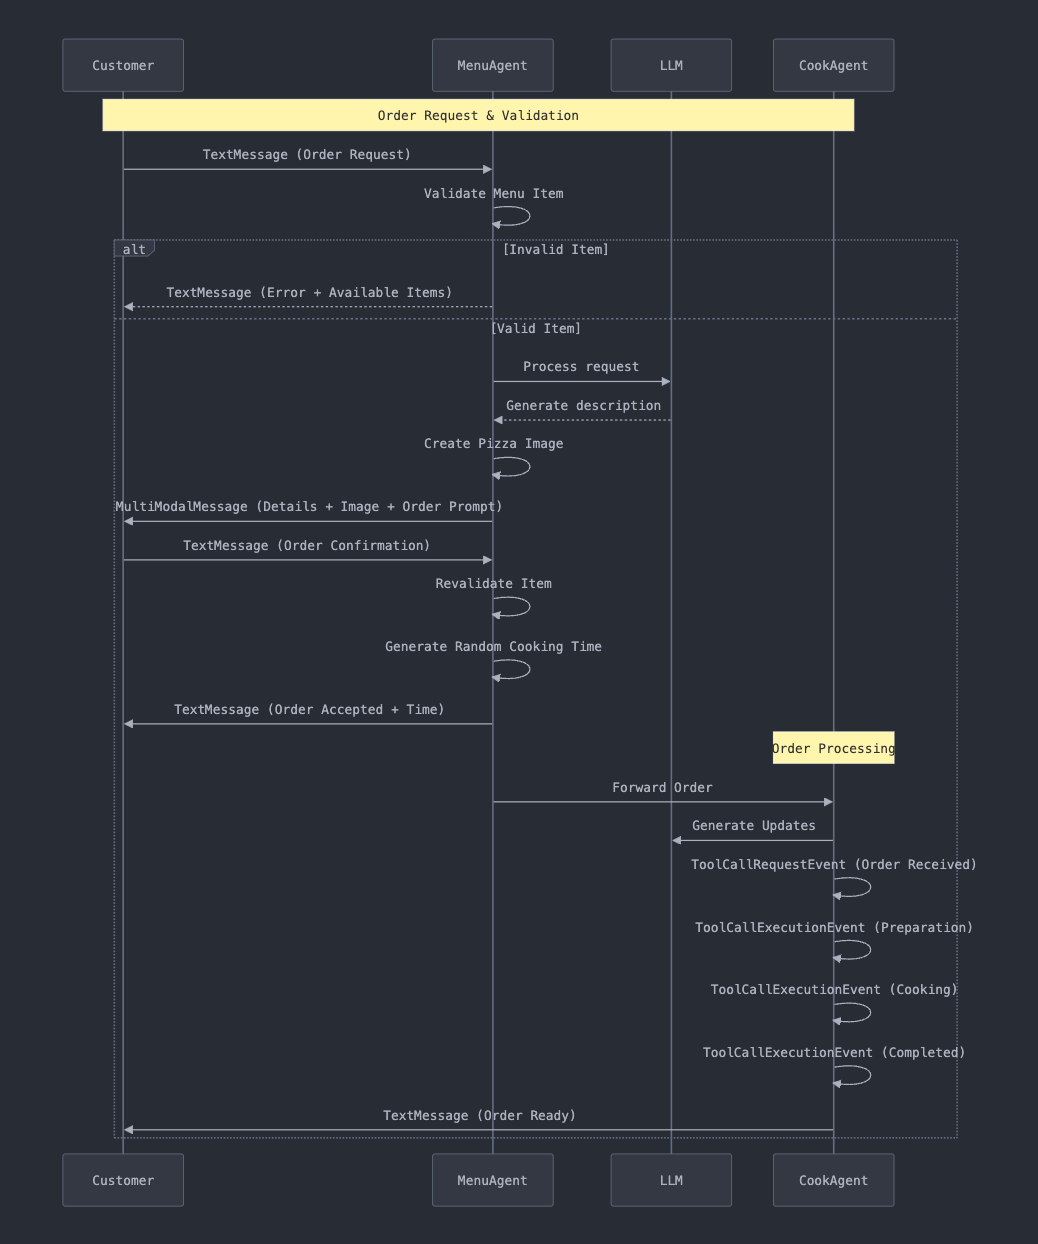 Customer
MenuAgent
LLM
CookAgent
Order Request & Validation
TextMessage (Order Request)
Validate Menu Item
alt
[Invalid Item]
TextMessage (Error + Available Items)
[Valid Item]
Process request
Generate description
Create Pizza Image
MultiModalMessage (Details + Image + Order Prompt)
TextMessage (Order Confirmation)
Revalidate Item
Generate Random Cooking Time
TextMessage (Order Accepted + Time)
Order Processing
Forward Order
Generate Updates
ToolCallRequestEvent (Order Received)
ToolCallExecutionEvent (Preparation)
ToolCallExecutionEvent (Cooking)
ToolCallExecutionEvent (Completed)
TextMessage (Order Ready)
Customer
MenuAgent
LLM
CookAgent